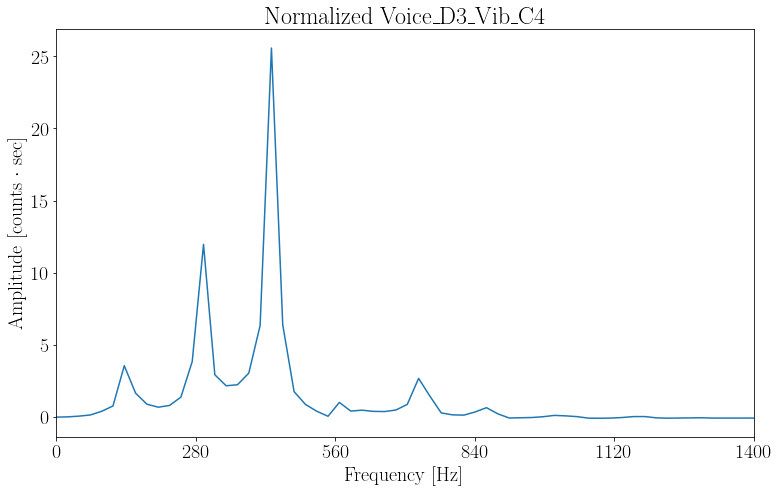 Normalized Voice_D3_Vib_C4
Amplitude [counts · sec]
25
20
15
10
5
0
0 280 560 840 1120 1400
Frequency [Hz]